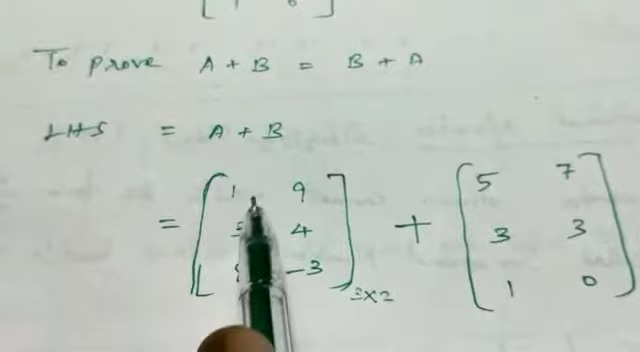 To prove A + B = B + A
LHS = A + B
= [ 1 9 ] + [ 5 7 ]
4 3 3
-3 1 0
3×2